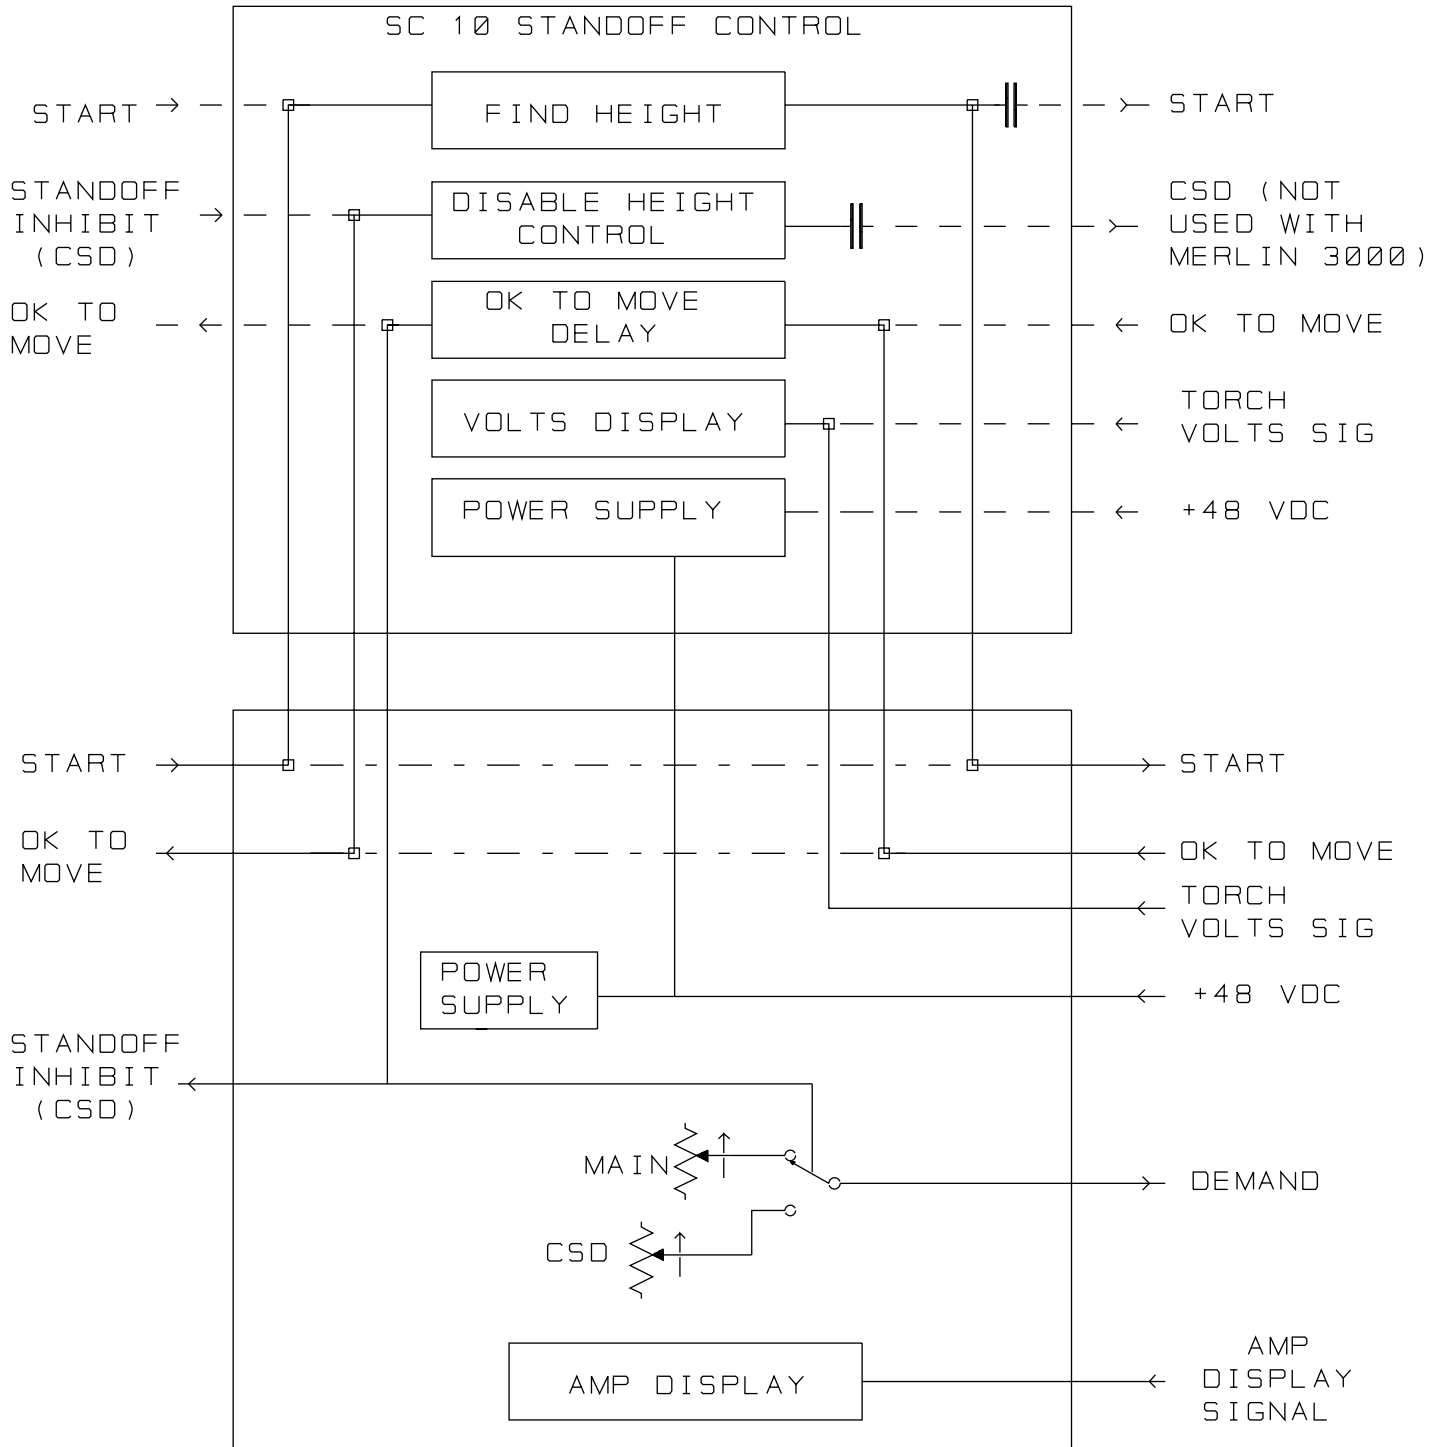 SC 10 STANDOFF CONTROL
START
FIND HEIGHT
START
STANDOFF
INHIBIT
(CSD)
DISABLE HEIGHT
CONTROL
CSD (NOT
USED WITH
MERLIN 3000)
OK TO
MOVE
OK TO MOVE
DELAY
OK TO MOVE
VOLTS DISPLAY
TORCH
VOLTS SIG
POWER SUPPLY
+48 VDC
START
START
OK TO
MOVE
OK TO MOVE
TORCH
VOLTS SIG
POWER
SUPPLY
+48 VDC
STANDOFF
INHIBIT
(CSD)
MAIN
DEMAND
CSD
AMP DISPLAY
AMP
DISPLAY
SIGNAL